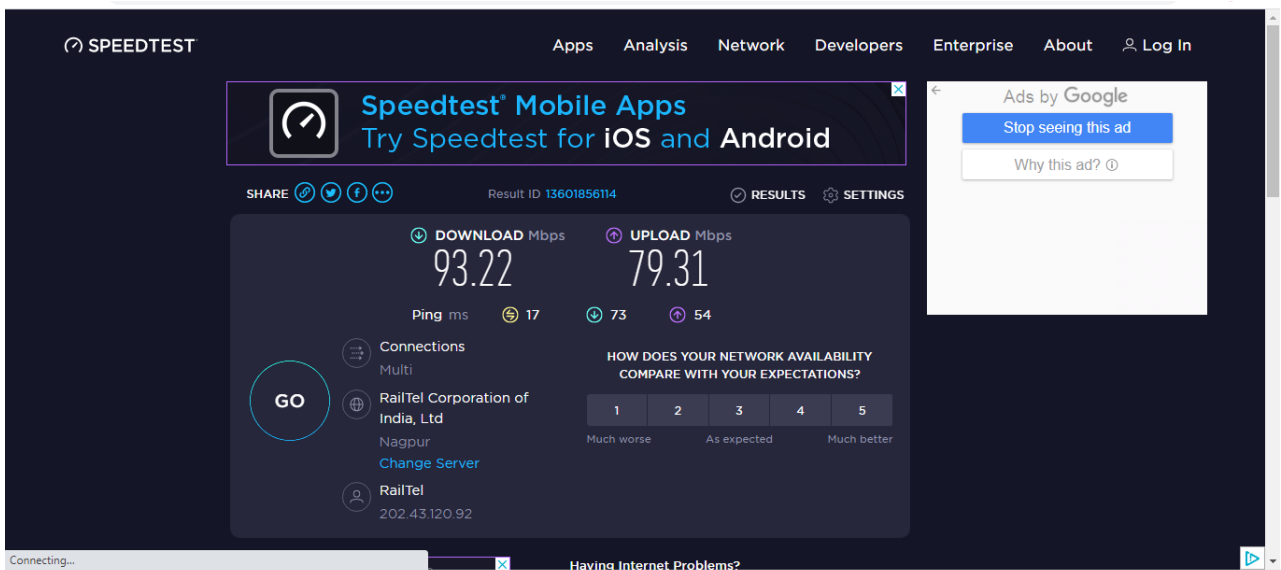 SPEEDTEST
Apps Analysis Network Developers Enterprise About Log In
Speedtest® Mobile Apps
Try Speedtest for iOS and Android
Ads by Google
Stop seeing this ad
Why this ad?
SHARE Result ID 13601856114 RESULTS SETTINGS
DOWNLOAD Mbps UPLOAD Mbps
93.22 79.31
Ping ms 17 73 54
Connections
Multi
GO
RailTel Corporation of
India, Ltd
Nagpur
Change Server
RailTel
202.43.120.92
HOW DOES YOUR NETWORK AVAILABILITY
COMPARE WITH YOUR EXPECTATIONS?
1 2 3 4 5
Much worse As expected Much better
Connecting...
Having Internet Problems?